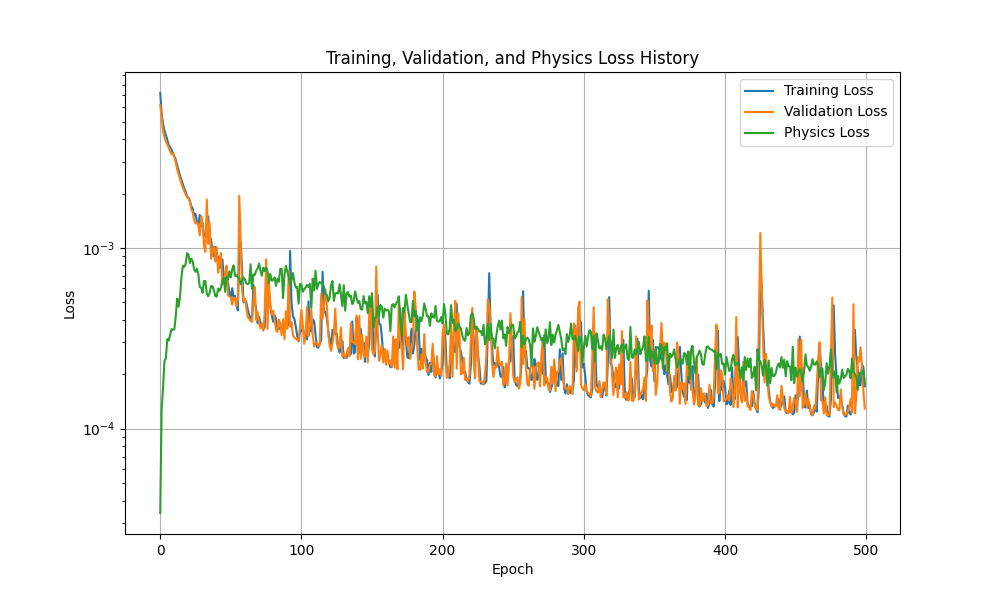 Training, Validation, and Physics Loss History
Training Loss
Validation Loss
Physics Loss
Loss
10⁻³
10⁻⁴
0 100 200 300 400 500
Epoch